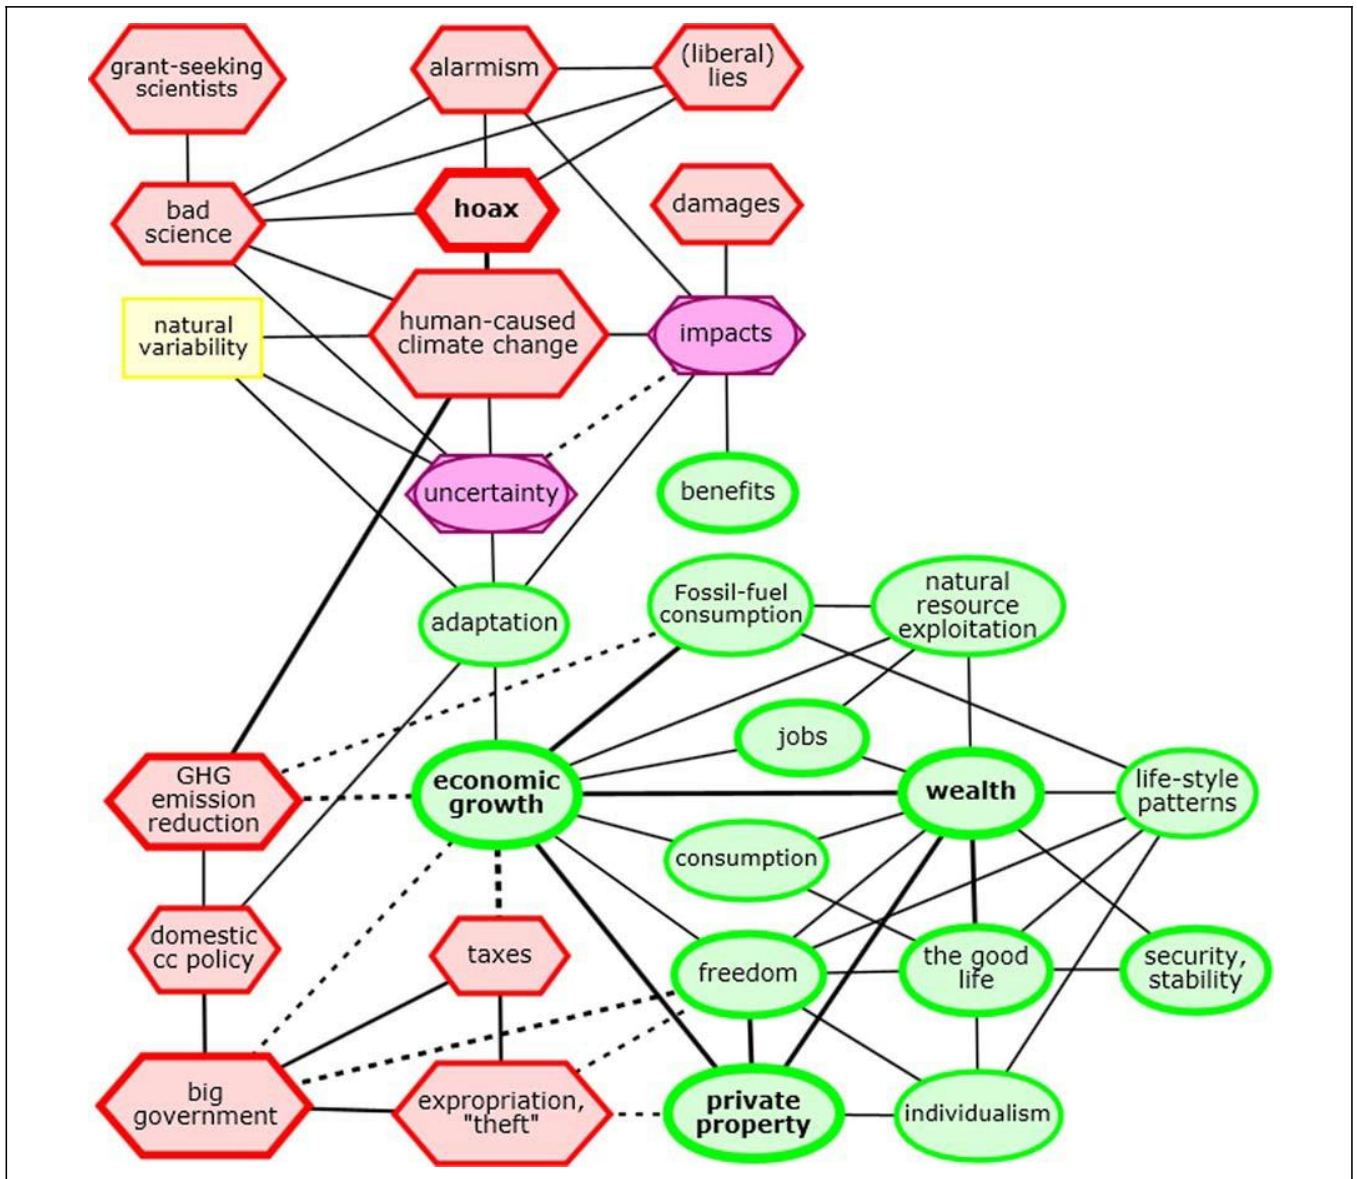 grant-seeking
scientists
alarmism
(liberal)
lies
bad
science
hoax
damages
natural
variability
human-caused
climate change
impacts
uncertainty
benefits
adaptation
Fossil-fuel
consumption
natural
resource
exploitation
jobs
GHG
emission
reduction
economic
growth
wealth
life-style
patterns
consumption
domestic
cc policy
taxes
freedom
the good
life
security,
stability
big
government
expropriation,
"theft"
private
property
individualism